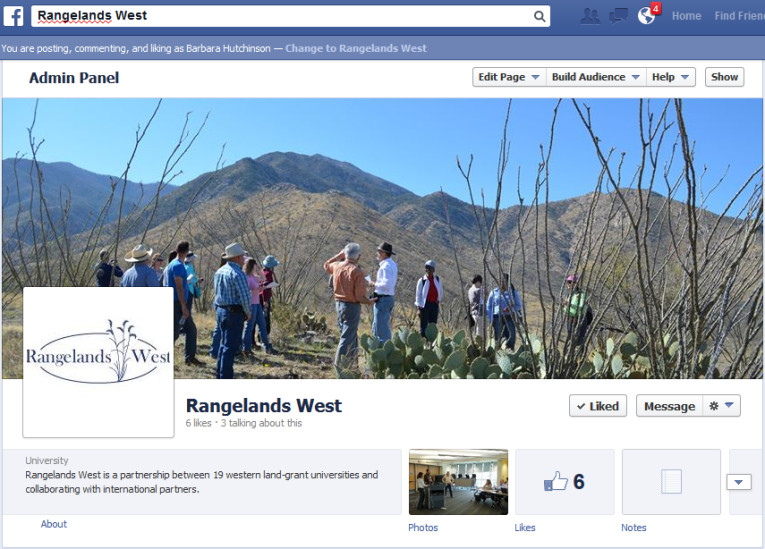 Rangelands West
4
Home
Find Frien
You are posting, commenting, and liking as Barbara Hutchinson — Change to Rangelands West
Admin Panel
Edit Page
Build Audience
Help
Show
Rangelands West
Rangelands West
6 likes · 3 talking about this
Liked
Message
University
Rangelands West is a partnership between 19 western land-grant universities and
collaborating with international partners.
6
About
Photos
Likes
Notes